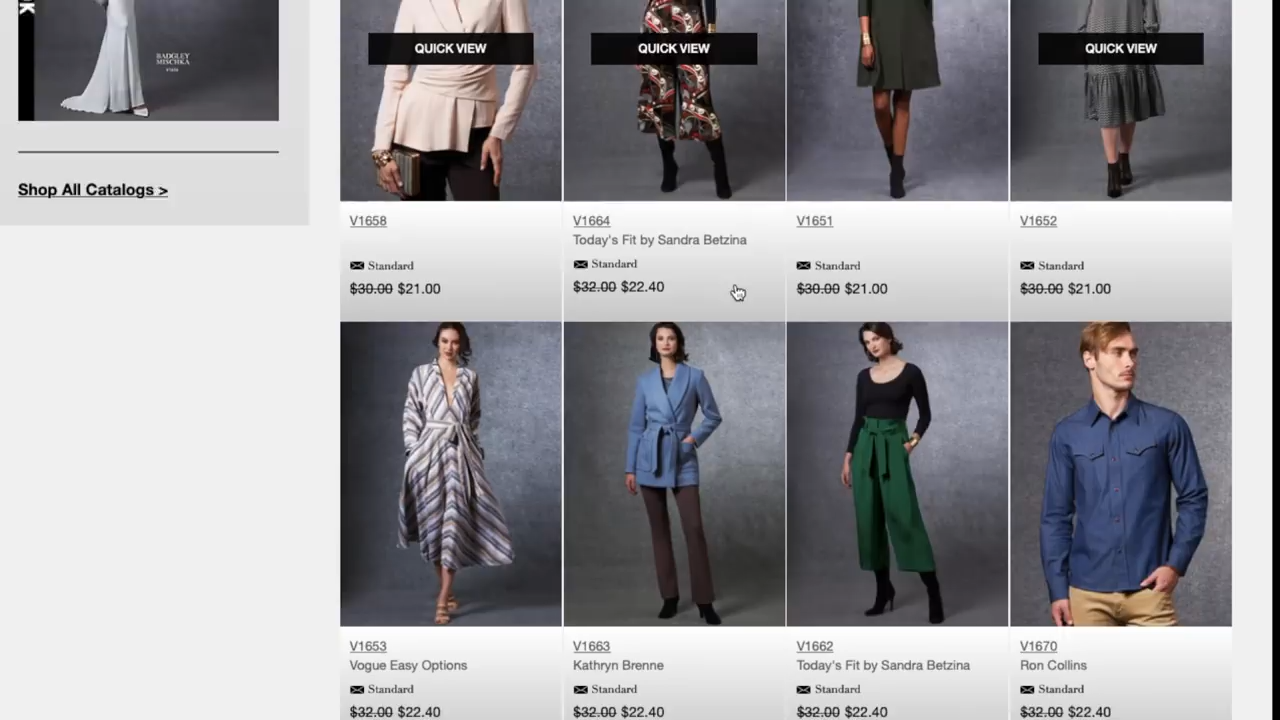 BADGLEY
MISCHKA
QUICK VIEW
QUICK VIEW
QUICK VIEW
Shop All Catalogs >
V1658
Standard
$30.00 $21.00
V1664
Today's Fit by Sandra Betzina
Standard
$32.00 $22.40
V1651
Standard
$30.00 $21.00
V1652
Standard
$30.00 $21.00
V1653
Vogue Easy Options
Standard
$32.00 $22.40
V1663
Kathryn Brenne
Standard
$32.00 $22.40
V1662
Today's Fit by Sandra Betzina
Standard
$32.00 $22.40
V1670
Ron Collins
Standard
$32.00 $22.40